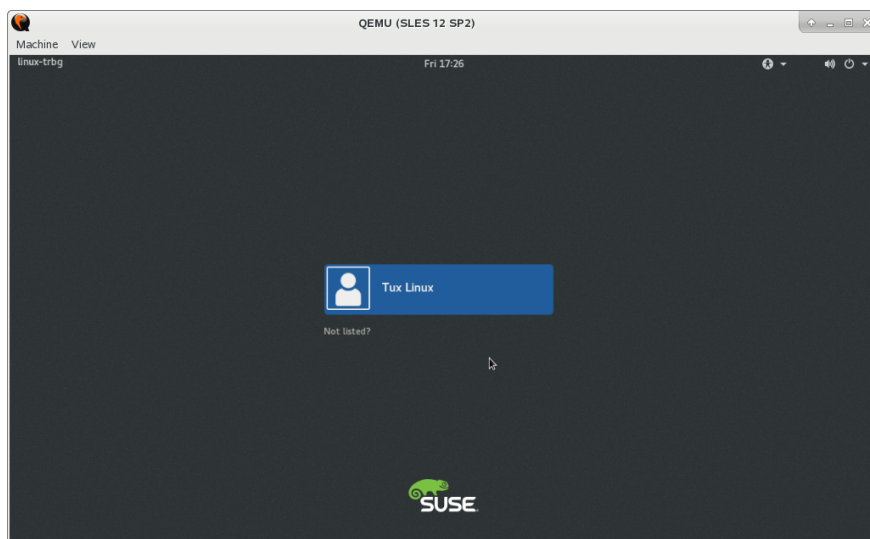 QEMU (SLES 12 SP2)
Machine View
linux-trbg Fri 17:26
Tux Linux
Not listed?
SUSE